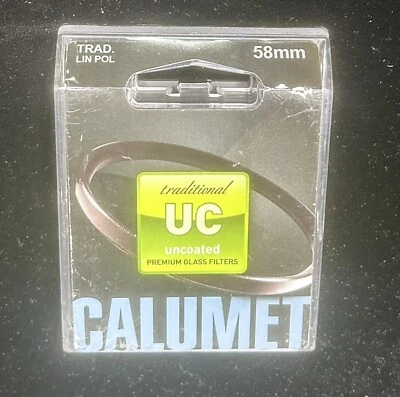 TRAD. 58mm
LIN POL
traditional
UC
uncoated
PREMIUM GLASS FILTERS
CALUMET